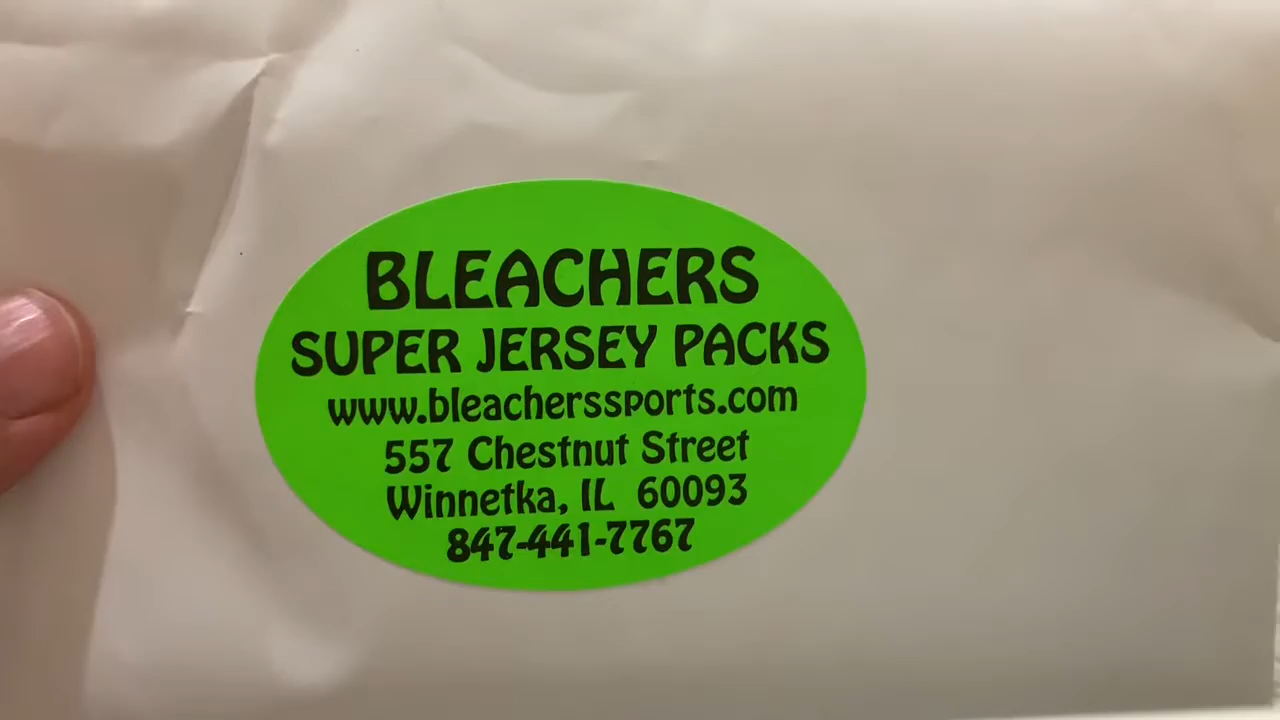 BLEACHERS
SUPER JERSEY PACKS
www.bleacherssports.com
557 Chestnut Street
Winnetka, IL 60093
847-441-7767